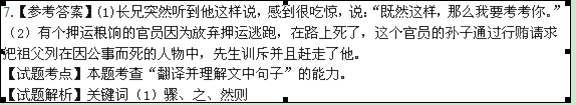 7.【参考答案】(1)长兄突然听到他这样说，感到很吃惊，说：“既然这样，那么我要考考你。”
（2）有个押运粮饷的官员因为放弃押运逃跑，在路上死了，这个官员的孙子通过行贿请求
把祖父列在因公事而死的人物中，先生训斥并且赶走了他。
【试题考点】本题考查“翻译并理解文中句子”的能力。
【试题解析】关键词（1）骤、之、然则